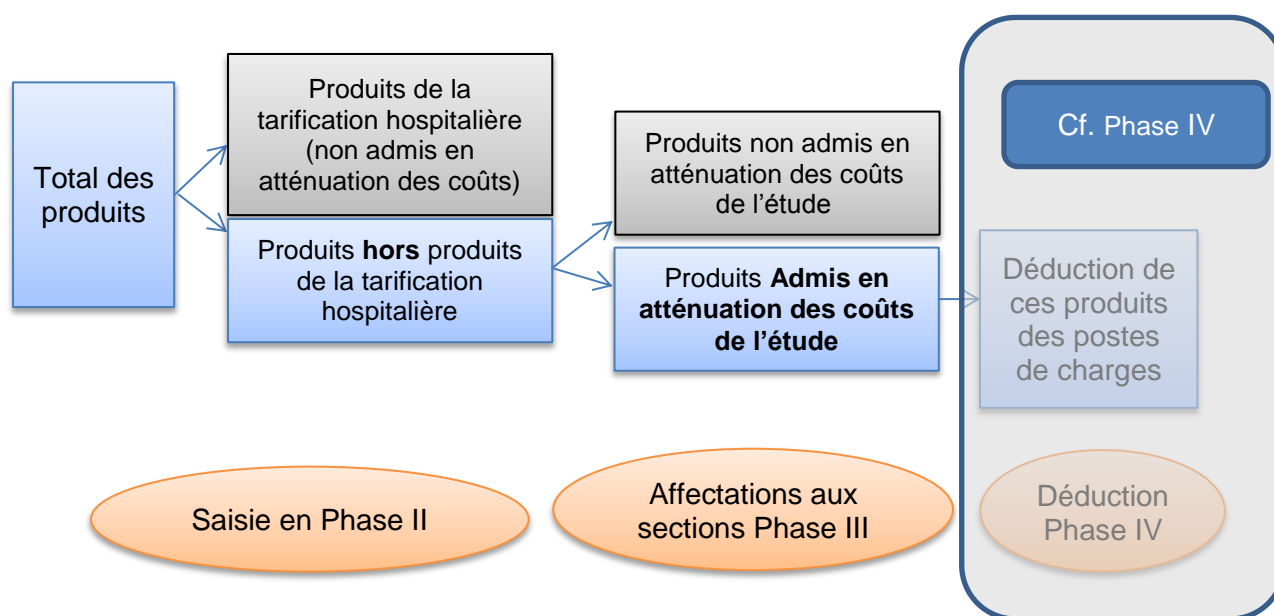 Total des
produits
Produits de la
tarification hospitalière
(non admis en
atténuation des coûts)
Produits hors produits
de la tarification
hospitalière
Produits non admis en
atténuation des coûts
de l’étude
Produits Admis en
atténuation des coûts
de l’étude
Cf. Phase IV
Déduction de
ces produits
des postes
de charges
Saisie en Phase II
Affectations aux
sections Phase III
Déduction
Phase IV